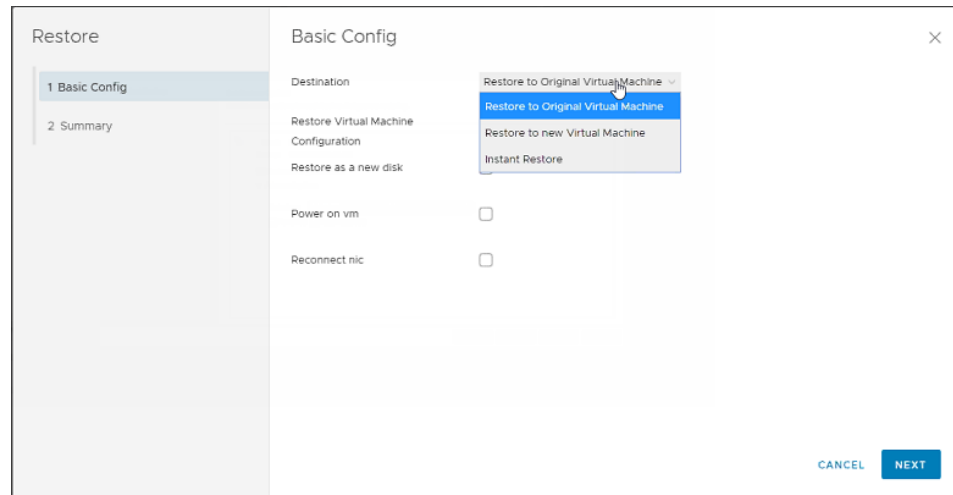 Restore
1 Basic Config
2 Summary
Basic Config
Destination
Restore to Original Virtual Machine
Restore to Original Virtual Machine
Restore to new Virtual Machine
Instant Restore
Restore Virtual Machine
Configuration
Restore as a new disk
Power on vm
Reconnect nic
CANCEL
NEXT